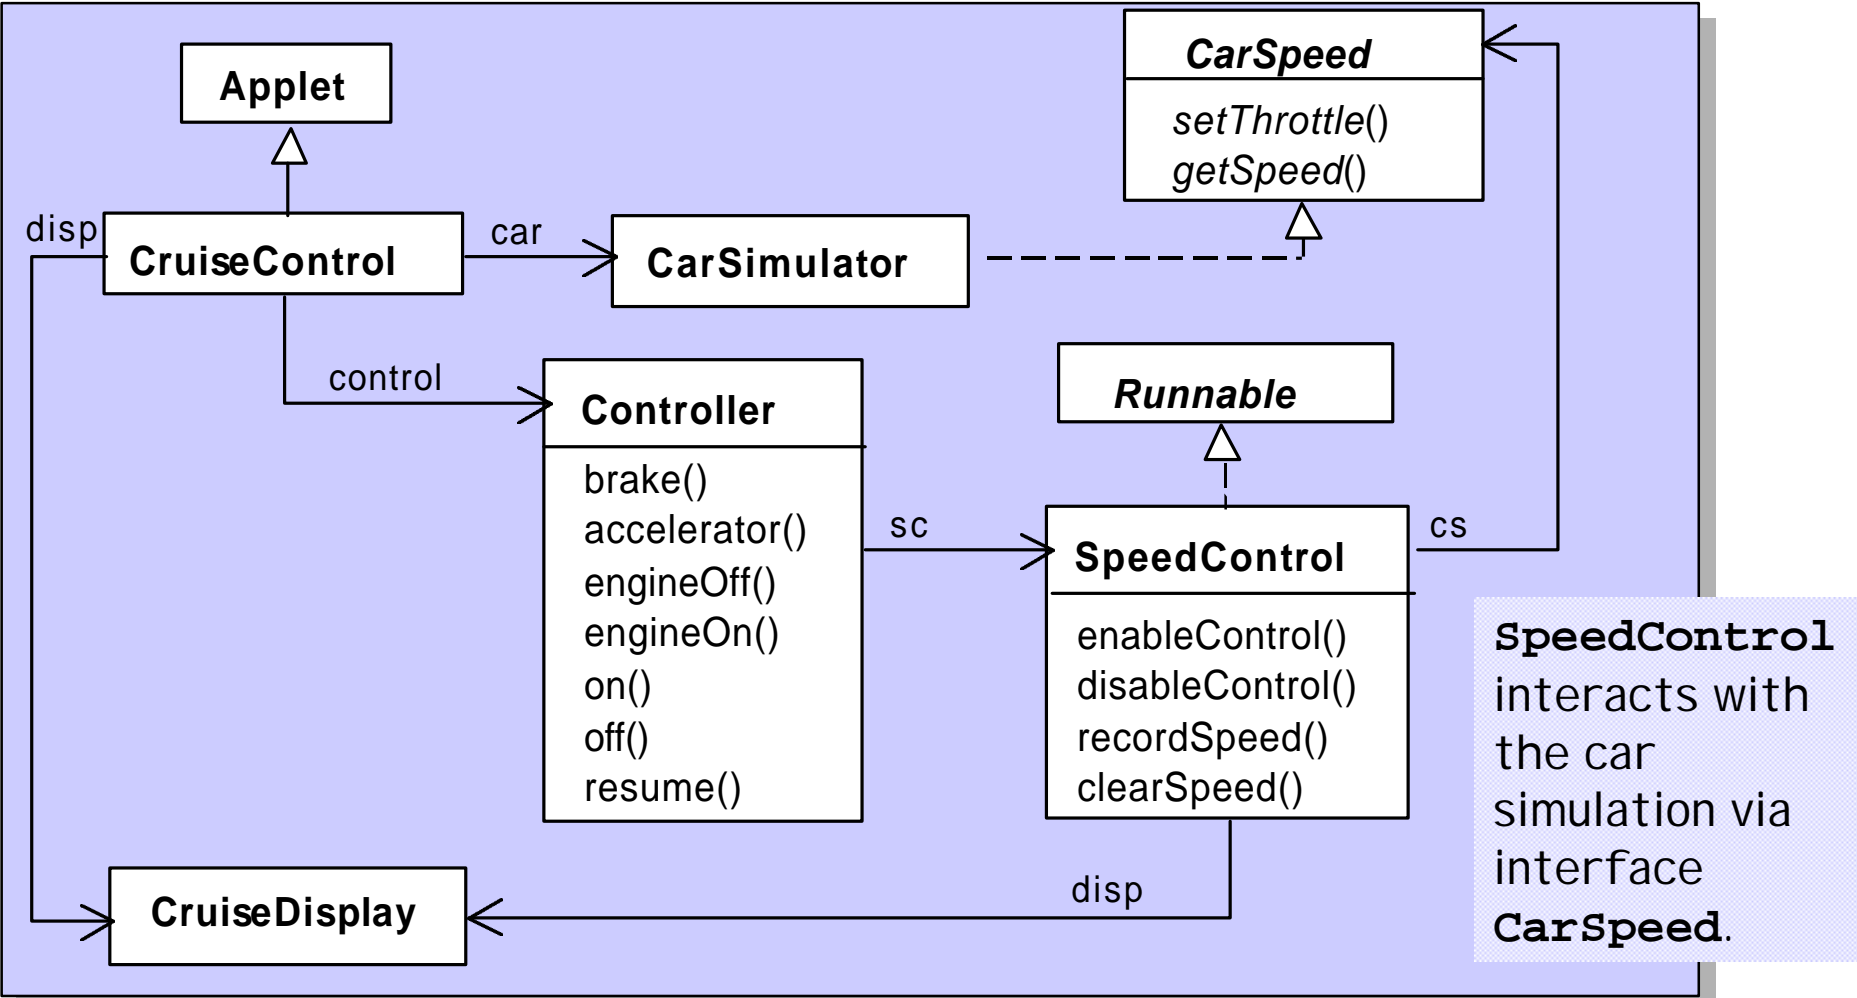 Applet
CarSpeed
setThrottle()
getSpeed()
disp
CruiseControl
car
CarSimulator
control
Controller
brake()
accelerator()
engineOff()
engineOn()
on()
off()
resume()
sc
Runnable
SpeedControl
enableControl()
disableControl()
recordSpeed()
clearSpeed()
cs
disp
CruiseDisplay
SpeedControl
interacts with
the car
simulation via
interface
CarSpeed.